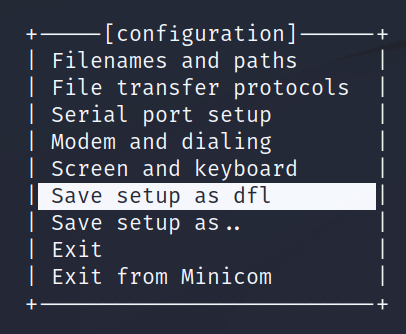 [configuration]
Filenames and paths
File transfer protocols
Serial port setup
Modem and dialing
Screen and keyboard
Save setup as dfl
Save setup as..
Exit
Exit from Minicom